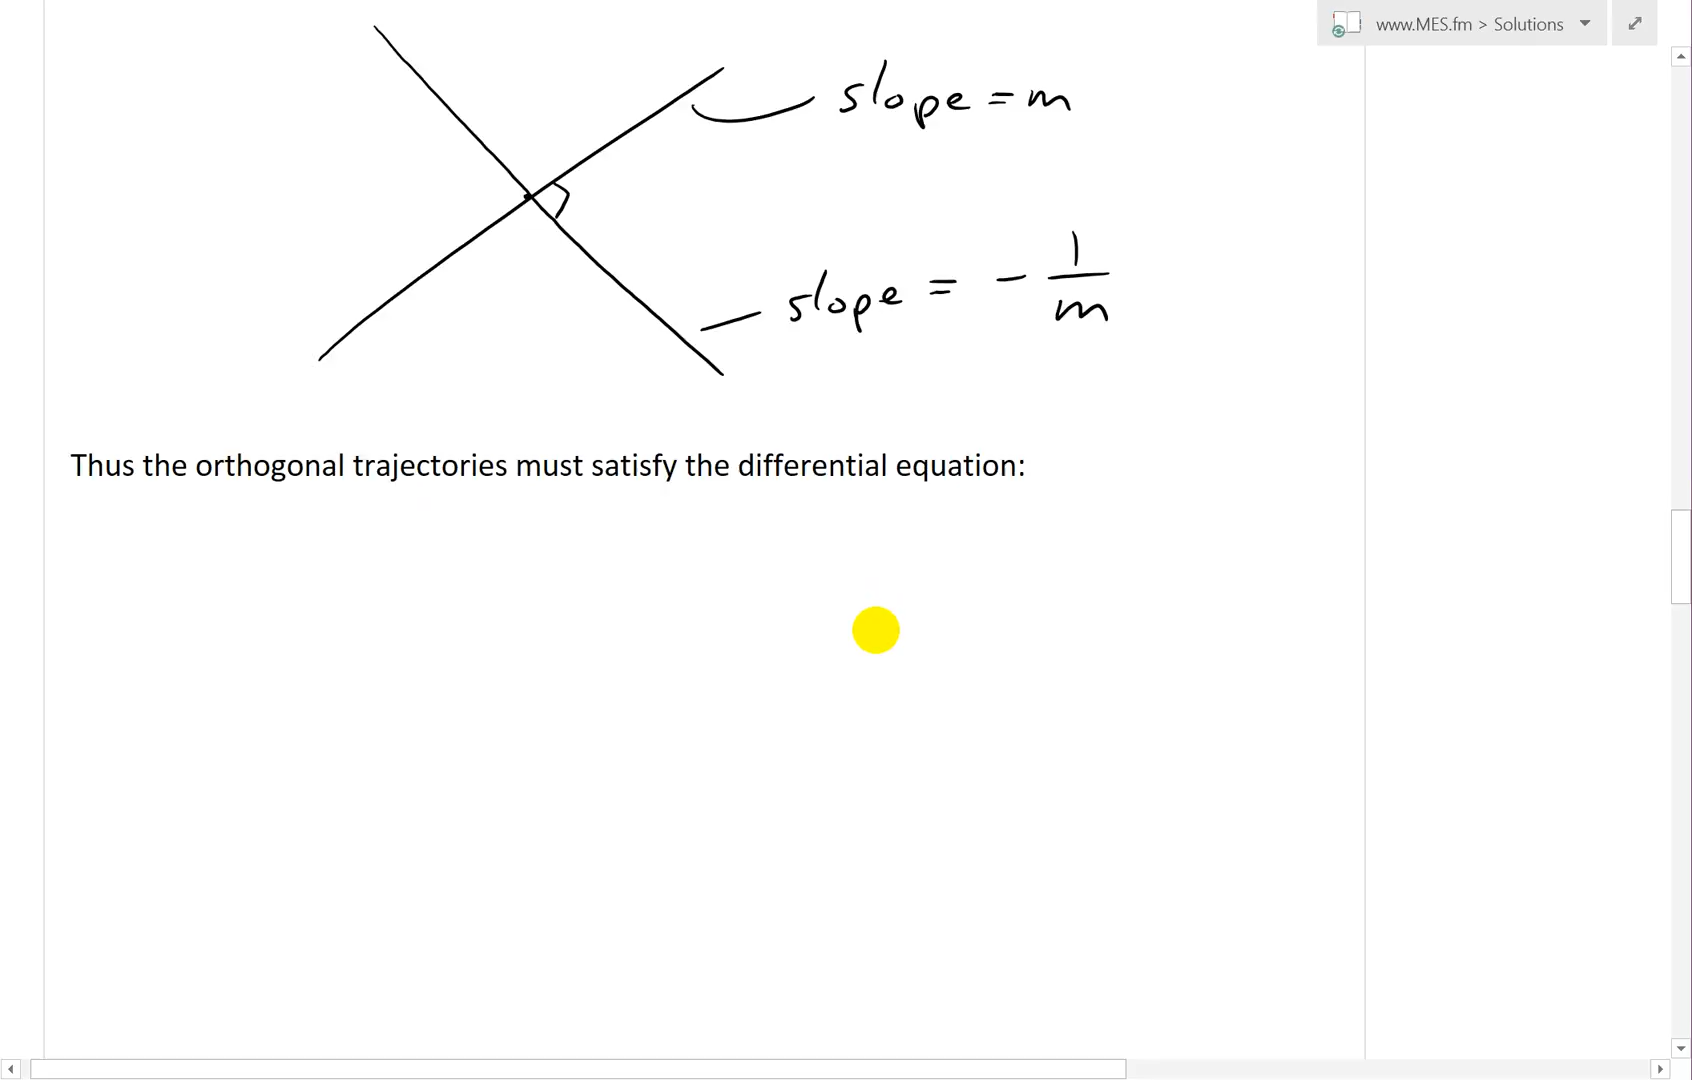 www.MES.fm > Solutions
slope = m
slope = - 1/m
Thus the orthogonal trajectories must satisfy the differential equation: